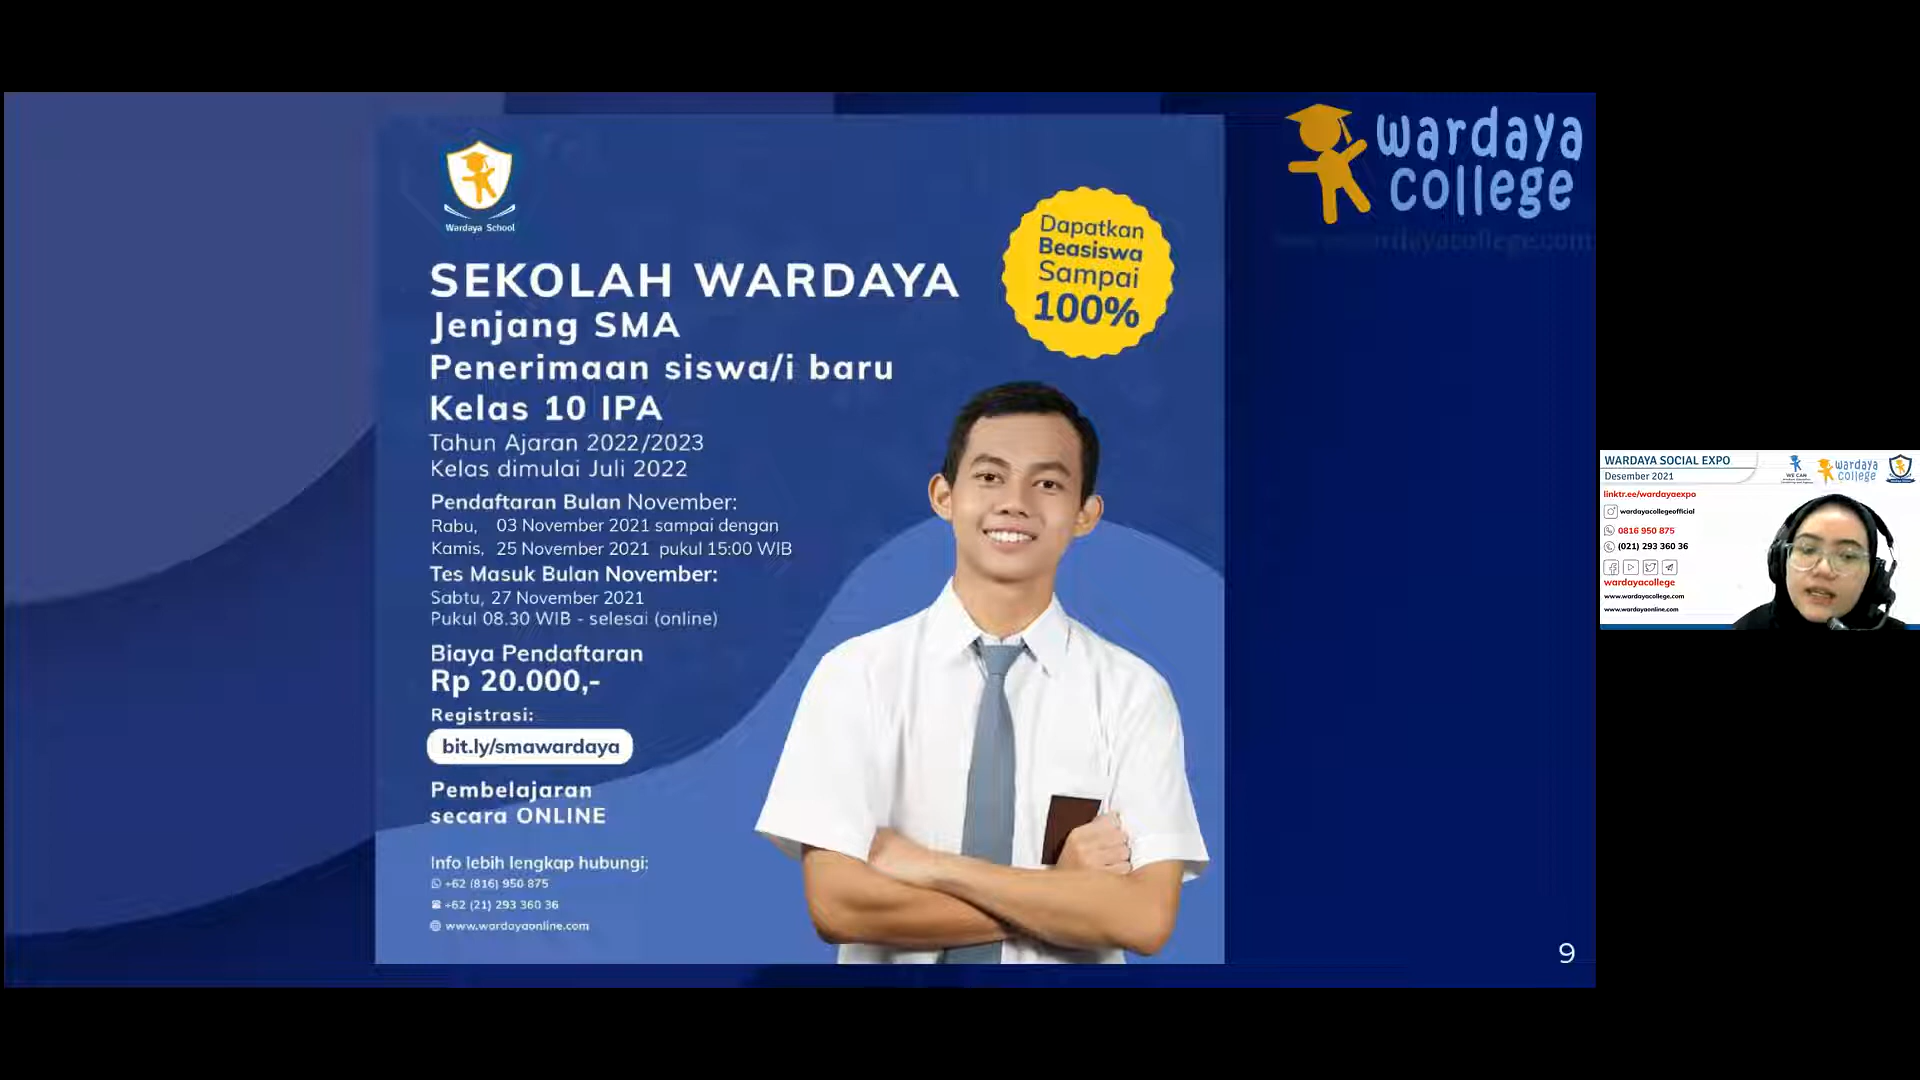 Wardaya School
SEKOLAH WARDAYA
Jenjang SMA
Penerimaan siswa/i baru
Kelas 10 IPA
Tahun Ajaran 2022/2023
Kelas dimulai Juli 2022
Pendaftaran Bulan November:
Rabu, 03 November 2021 sampai dengan
Kamis, 25 November 2021 pukul 15:00 WIB
Tes Masuk Bulan November:
Sabtu, 27 November 2021
Pukul 08.30 WIB - selesai (online)
Biaya Pendaftaran
Rp 20.000,-
Registrasi:
bit.ly/smawardaya
Pembelajaran
secara ONLINE
Info lebih lengkap hubungi:
+62 (816) 950 875
+62 (21) 293 360 36
www.wardayaonline.com
Dapatkan
Beasiswa
Sampai
100%
wardaya
college
9
WARDAYA SOCIAL EXPO
Desember 2021
linktr.ee/wardayaexpo
wardayacollegeofficial
0816 950 875
(021) 293 360 36
wardayacollege
www.wardayacollege.com
www.wardayaonline.com
WE CAN
wardaya
college